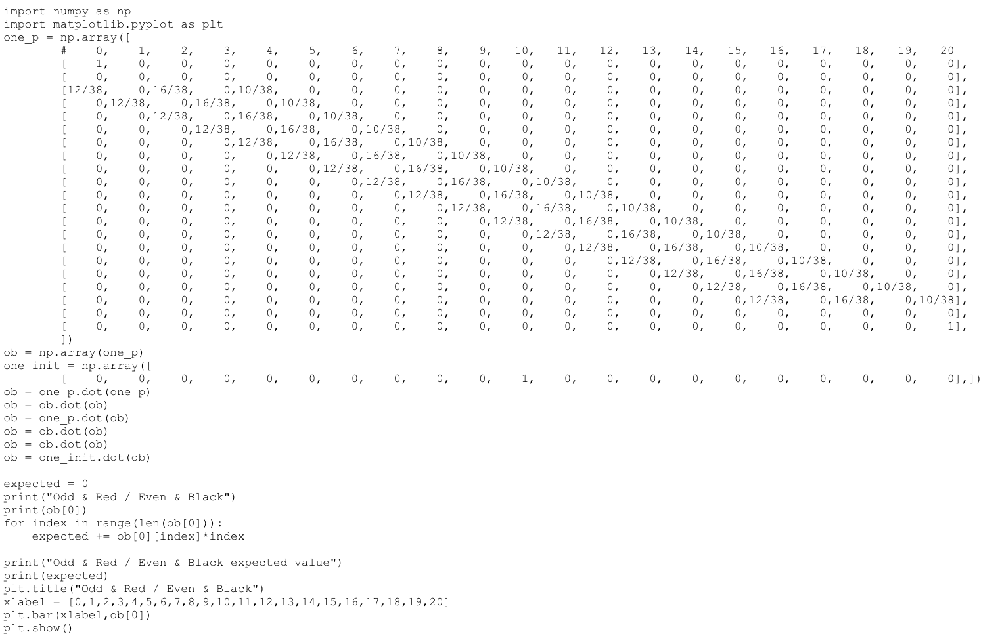 import numpy as np
import matplotlib.pyplot as plt
one_p = np.array([
# 0, 1, 2, 3, 4, 5, 6, 7, 8, 9, 10, 11, 12, 13, 14, 15, 16, 17, 18, 19, 20
[ 1, 0, 0, 0, 0, 0, 0, 0, 0, 0, 0, 0, 0, 0, 0, 0, 0, 0, 0, 0, 0],
[ 0, 0, 0, 0, 0, 0, 0, 0, 0, 0, 0, 0, 0, 0, 0, 0, 0, 0, 0, 0, 0],
[12/38, 0,16/38, 0,10/38, 0, 0, 0, 0, 0, 0, 0, 0, 0, 0, 0, 0, 0, 0, 0, 0],
[ 0,12/38, 0,16/38, 0,10/38, 0, 0, 0, 0, 0, 0, 0, 0, 0, 0, 0, 0, 0, 0, 0],
[ 0, 0,12/38, 0,16/38, 0,10/38, 0, 0, 0, 0, 0, 0, 0, 0, 0, 0, 0, 0, 0, 0],
[ 0, 0, 0,12/38, 0,16/38, 0,10/38, 0, 0, 0, 0, 0, 0, 0, 0, 0, 0, 0, 0, 0],
[ 0, 0, 0, 0,12/38, 0,16/38, 0,10/38, 0, 0, 0, 0, 0, 0, 0, 0, 0, 0, 0, 0],
[ 0, 0, 0, 0, 0,12/38, 0,16/38, 0,10/38, 0, 0, 0, 0, 0, 0, 0, 0, 0, 0, 0],
[ 0, 0, 0, 0, 0, 0,12/38, 0,16/38, 0,10/38, 0, 0, 0, 0, 0, 0, 0, 0, 0, 0],
[ 0, 0, 0, 0, 0, 0, 0,12/38, 0,16/38, 0,10/38, 0, 0, 0, 0, 0, 0, 0, 0, 0],
[ 0, 0, 0, 0, 0, 0, 0, 0,12/38, 0,16/38, 0,10/38, 0, 0, 0, 0, 0, 0, 0, 0],
[ 0, 0, 0, 0, 0, 0, 0, 0, 0,12/38, 0,16/38, 0,10/38, 0, 0, 0, 0, 0, 0, 0],
[ 0, 0, 0, 0, 0, 0, 0, 0, 0, 0,12/38, 0,16/38, 0,10/38, 0, 0, 0, 0, 0, 0],
[ 0, 0, 0, 0, 0, 0, 0, 0, 0, 0, 0,12/38, 0,16/38, 0,10/38, 0, 0, 0, 0, 0],
[ 0, 0, 0, 0, 0, 0, 0, 0, 0, 0, 0, 0,12/38, 0,16/38, 0,10/38, 0, 0, 0, 0],
[ 0, 0, 0, 0, 0, 0, 0, 0, 0, 0, 0, 0, 0,12/38, 0,16/38, 0,10/38, 0, 0, 0],
[ 0, 0, 0, 0, 0, 0, 0, 0, 0, 0, 0, 0, 0, 0,12/38, 0,16/38, 0,10/38, 0, 0],
[ 0, 0, 0, 0, 0, 0, 0, 0, 0, 0, 0, 0, 0, 0, 0,12/38, 0,16/38, 0,10/38, 0],
[ 0, 0, 0, 0, 0, 0, 0, 0, 0, 0, 0, 0, 0, 0, 0, 0,12/38, 0,16/38, 0,10/38],
[ 0, 0, 0, 0, 0, 0, 0, 0, 0, 0, 0, 0, 0, 0, 0, 0, 0, 0, 0, 0, 0],
[ 0, 0, 0, 0, 0, 0, 0, 0, 0, 0, 0, 0, 0, 0, 0, 0, 0, 0, 0, 0, 1],
])
ob = np.array(one_p)
one_init = np.array([
[ 0, 0, 0, 0, 0, 0, 0, 0, 0, 0, 1, 0, 0, 0, 0, 0, 0, 0, 0, 0, 0],])
ob = one_p.dot(one_p)
ob = ob.dot(ob)
ob = one_p.dot(ob)
ob = ob.dot(ob)
ob = ob.dot(ob)
ob = one_init.dot(ob)

expected = 0
print("Odd & Red / Even & Black")
print(ob[0])
for index in range(len(ob[0])):
    expected += ob[0][index]*index

print("Odd & Red / Even & Black expected value")
print(expected)
plt.title("Odd & Red / Even & Black")
xlabel = [0,1,2,3,4,5,6,7,8,9,10,11,12,13,14,15,16,17,18,19,20]
plt.bar(xlabel,ob[0])
plt.show()